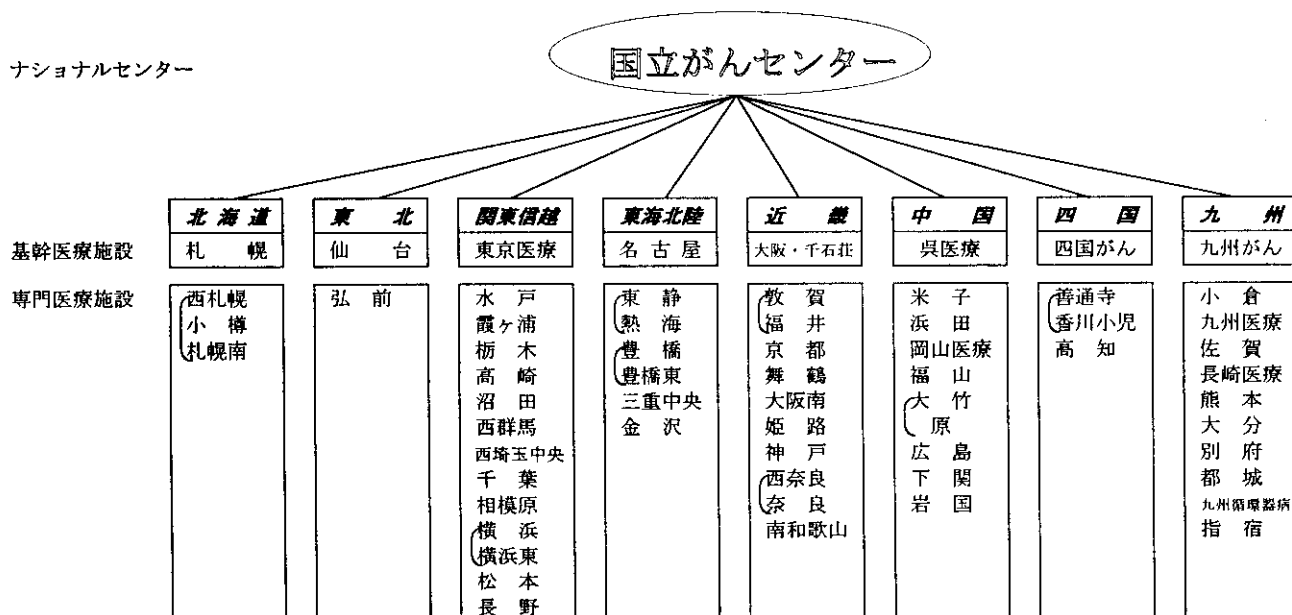 国立がんセンター
ナショナルセンター
北海道 東北 関東信越 東海北陸 近畿 中国 四国 九州
基幹医療施設 札幌 仙台 東京医療 名古屋 大阪・千石荘 呉医療 四国がん 九州がん
専門医療施設 西札幌 弘前 水戸 東静 敦賀 米子 善通寺 小倉
小樽 霞ヶ浦 熱海 福井 浜田 香川小児 九州医療
札幌南 栃木 豊橋 京都 岡山医療 高知 佐賀
高崎 豊橋東 舞鶴 福山 長崎医療
沼田 三重中央 大阪南 大竹 熊本
西群馬 金沢 姫路 原 大分
西埼玉中央 神戸 広島 別府
千葉 西奈良 下関 都城
相模原 奈良 岩国 九州循環器病
横浜 南和歌山 指宿
横浜東
松本
長野